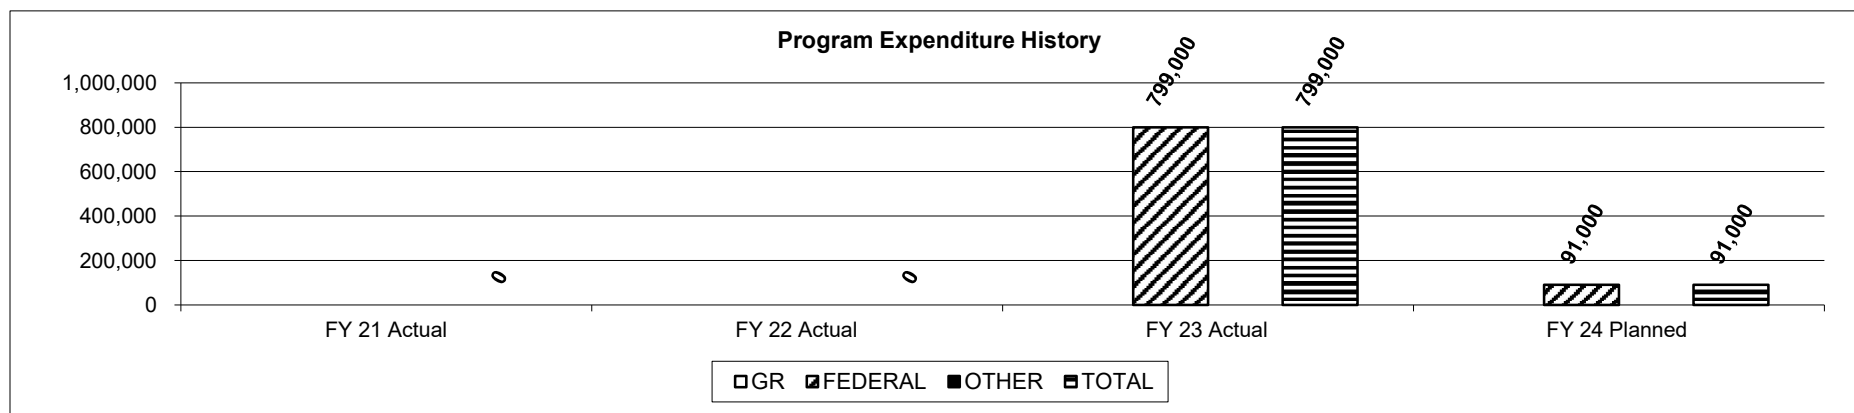 Program Expenditure History
1,000,000
800,000
600,000
400,000
200,000
0
0
0
799,000
799,000
91,000
91,000
FY 21 Actual
FY 22 Actual
FY 23 Actual
FY 24 Planned
GR FEDERAL OTHER TOTAL